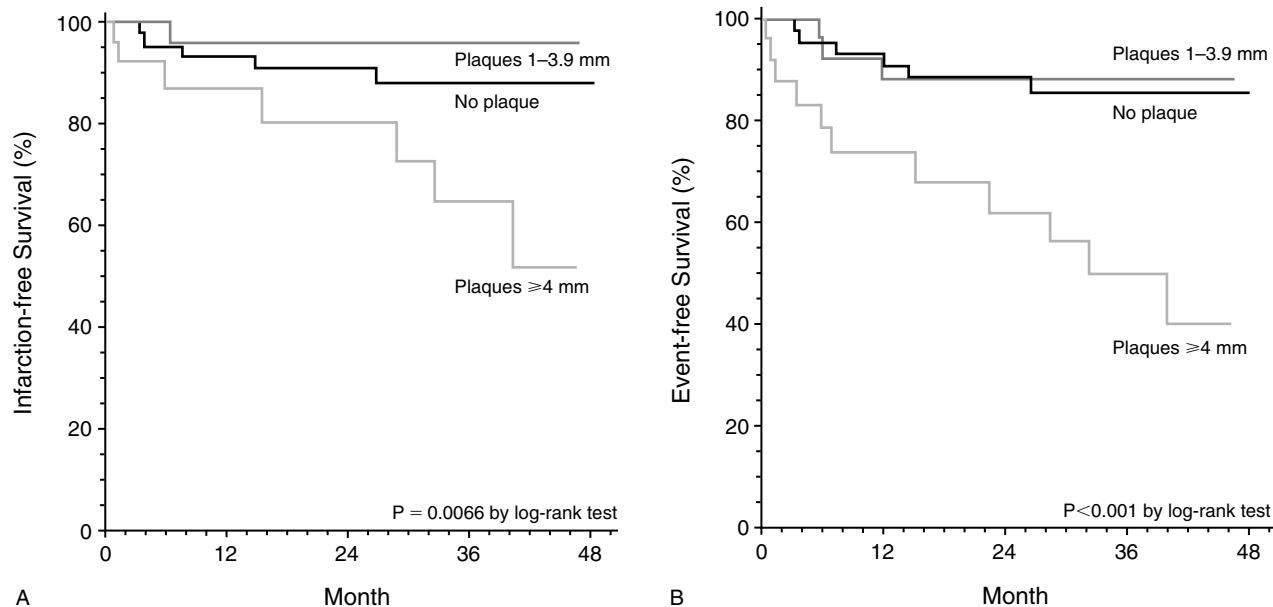 100
80
60
40
20
0
Infarction-free Survival (%)
Plaques 1–3.9 mm
No plaque
Plaques ⩾4 mm
P = 0.0066 by log-rank test
0 12 24 36 48
Month
A
100
80
60
40
20
0
Event-free Survival (%)
Plaques 1–3.9 mm
No plaque
Plaques ⩾4 mm
P<0.001 by log-rank test
0 12 24 36 48
Month
B